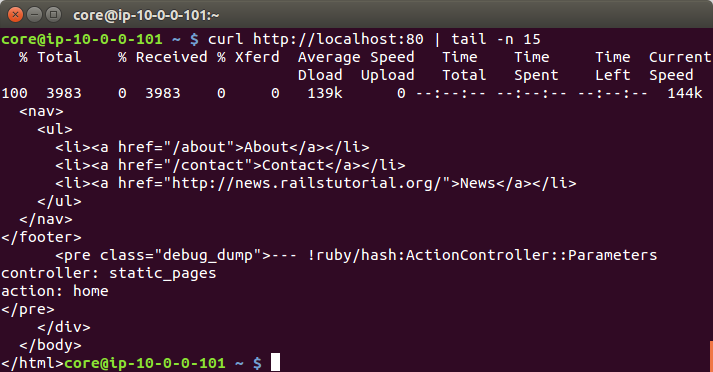 core@ip-10-0-0-101:~
core@ip-10-0-0-101 ~ $ curl http://localhost:80 | tail -n 15
  % Total    % Received % Xferd  Average Speed   Time    Time     Time  Current
                                 Dload  Upload   Total   Spent    Left  Speed
100  3983    0  3983    0     0   139k      0 --:--:-- --:--:-- --:--:--  144k
  <nav>
    <ul>
      <li><a href="/about">About</a></li>
      <li><a href="/contact">Contact</a></li>
      <li><a href="http://news.railstutorial.org/">News</a></li>
    </ul>
  </nav>
</footer>
      <pre class="debug_dump">--- !ruby/hash:ActionController::Parameters
controller: static_pages
action: home
</pre>
    </div>
  </body>
</html>core@ip-10-0-0-101 ~ $